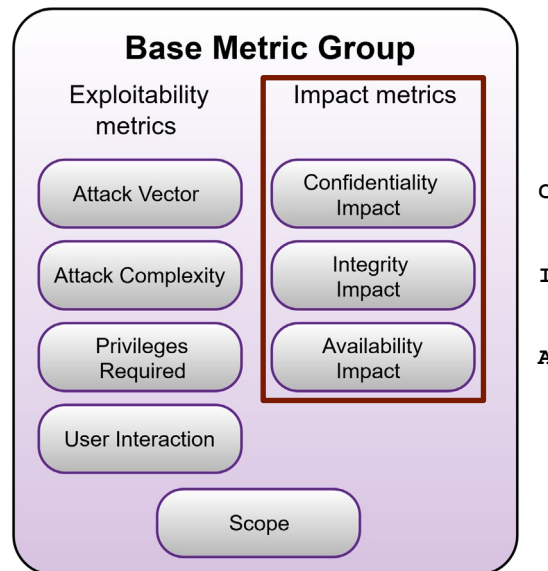 Base Metric Group
Exploitability
metrics
Attack Vector
Attack Complexity
Privileges
Required
User Interaction
Impact metrics
Confidentiality
Impact
Integrity
Impact
Availability
Impact
Scope
C
I
A